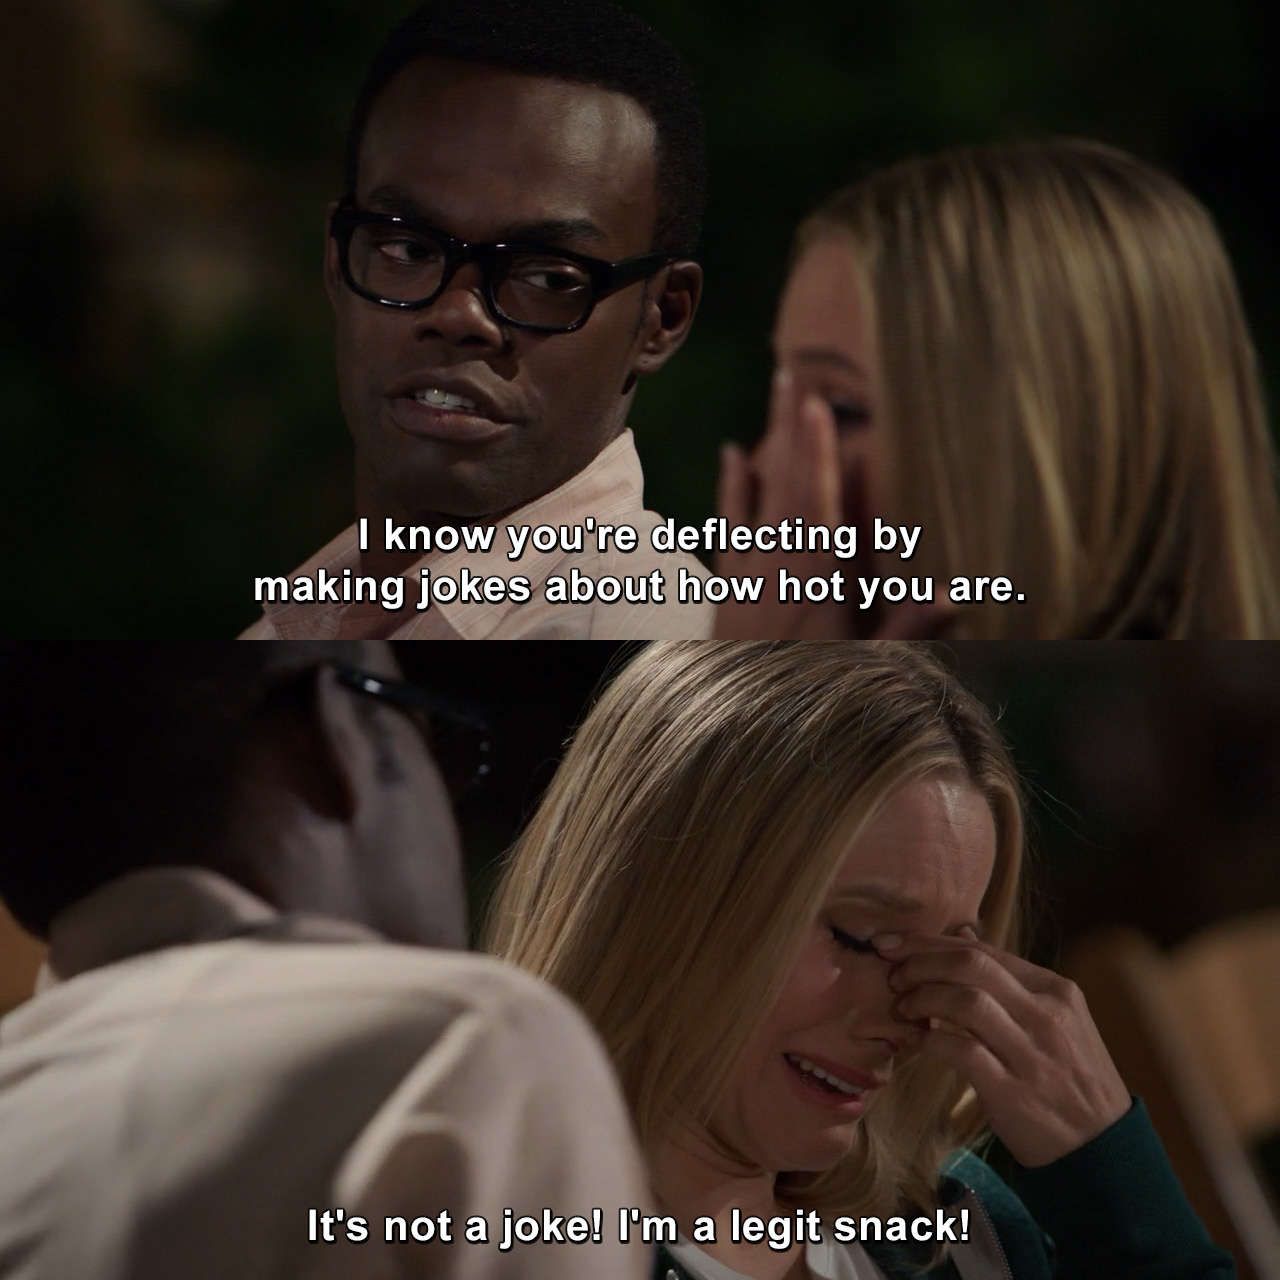 I know you're deflecting by
making jokes about how hot you are.
It's not a joke! I'm a legit snack!